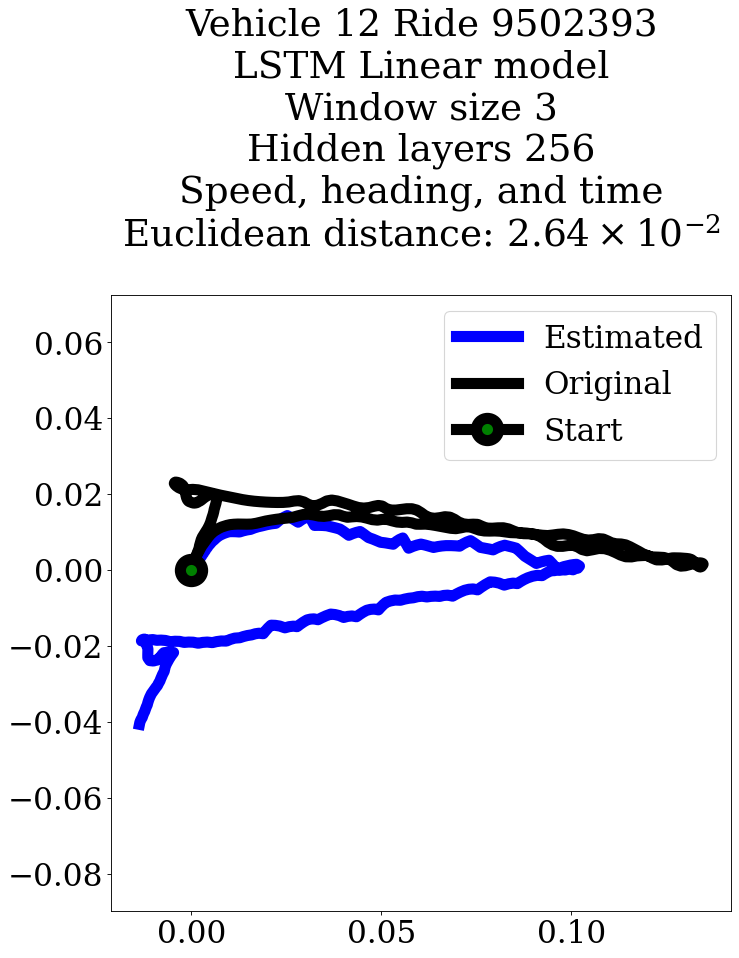 Vehicle 12 Ride 9502393
LSTM Linear model
Window size 3
Hidden layers 256
Speed, heading, and time
Euclidean distance: 2.64 × 10⁻²
Estimated
Original
Start
0.06
0.04
0.02
0.00
−0.02
−0.04
−0.06
−0.08
0.00 0.05 0.10